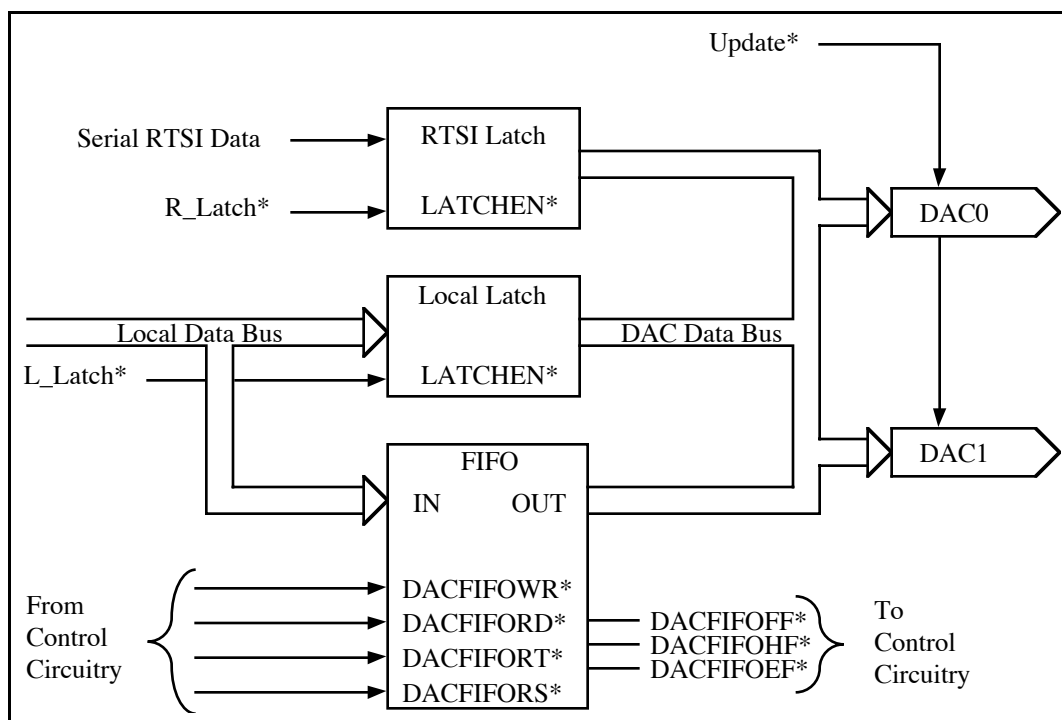 Update*
Serial RTSI Data
RTSI Latch
R_Latch*
LATCHEN*
DAC0
Local Latch
Local Data Bus
DAC Data Bus
L_Latch*
LATCHEN*
DAC1
FIFO
IN OUT
DACFIFOWR*
DACFIFORD*
DACFIFORT*
DACFIFORS*
From
Control
Circuitry
DACFIFOFF*
DACFIFOHF*
DACFIFOEF*
To
Control
Circuitry